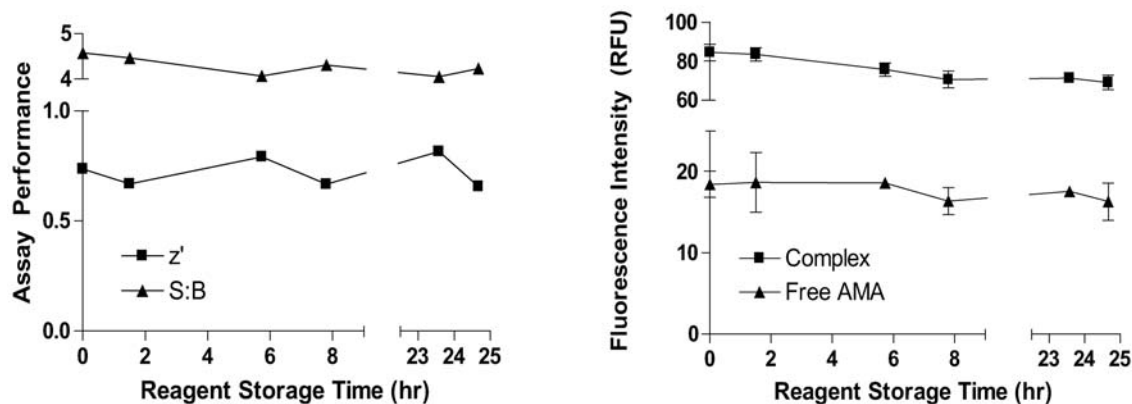 Assay Performance
5
4
1.0
0.5
0.0
z'
S:B
0 2 4 6 8 23 24 25
Reagent Storage Time (hr)
Fluorescence Intensity (RFU)
100
80
60
20
10
0
Complex
Free AMA
0 2 4 6 8 23 24 25
Reagent Storage Time (hr)